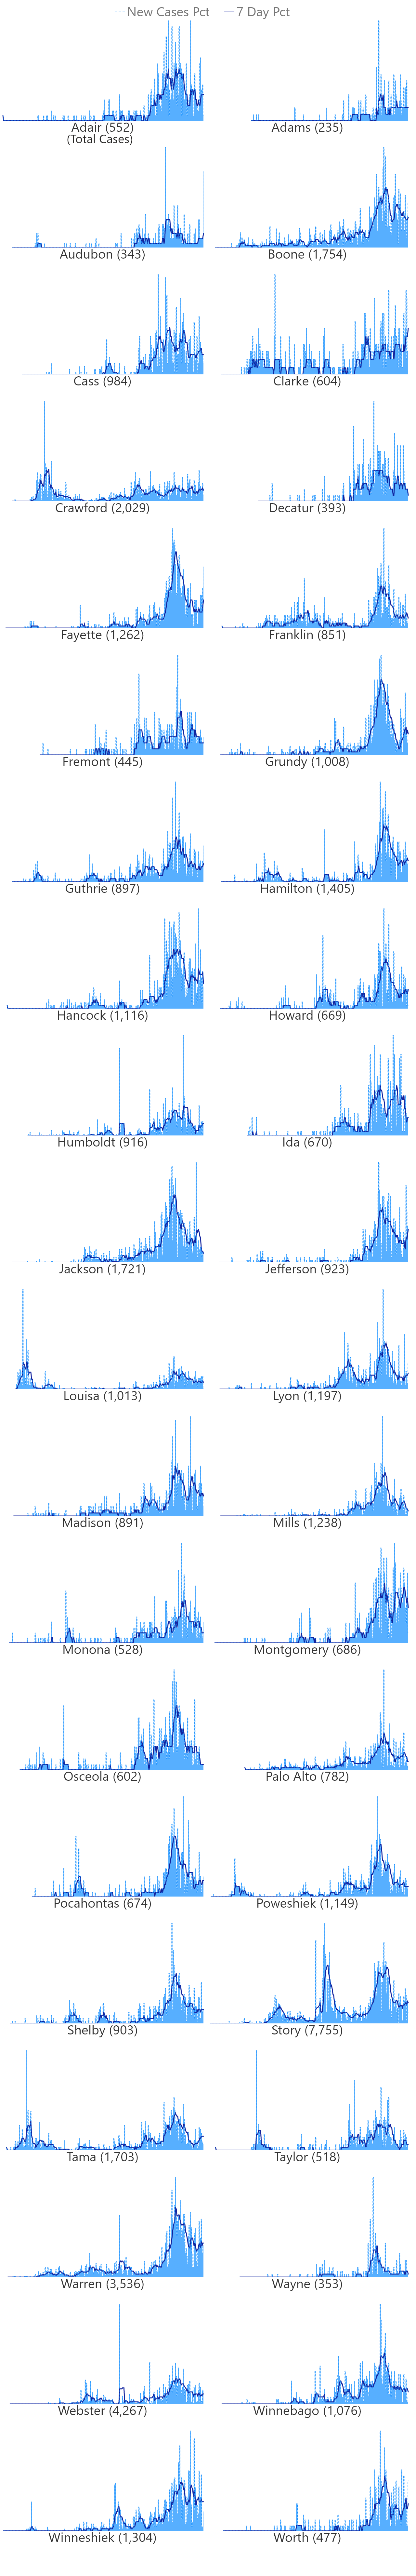 New Cases Pct 7 Day Pct
Adair (552) Adams (235)
(Total Cases)
Audubon (343) Boone (1,754)
Cass (984) Clarke (604)
Crawford (2,029) Decatur (393)
Fayette (1,262) Franklin (851)
Fremont (445) Grundy (1,008)
Guthrie (897) Hamilton (1,405)
Hancock (1,116) Howard (669)
Humboldt (916) Ida (670)
Jackson (1,721) Jefferson (923)
Louisa (1,013) Lyon (1,197)
Madison (891) Mills (1,238)
Monona (528) Montgomery (686)
Osceola (602) Palo Alto (782)
Pocahontas (674) Poweshiek (1,149)
Shelby (903) Story (7,755)
Tama (1,703) Taylor (518)
Warren (3,536) Wayne (353)
Webster (4,267) Winnebago (1,076)
Winneshiek (1,304) Worth (477)